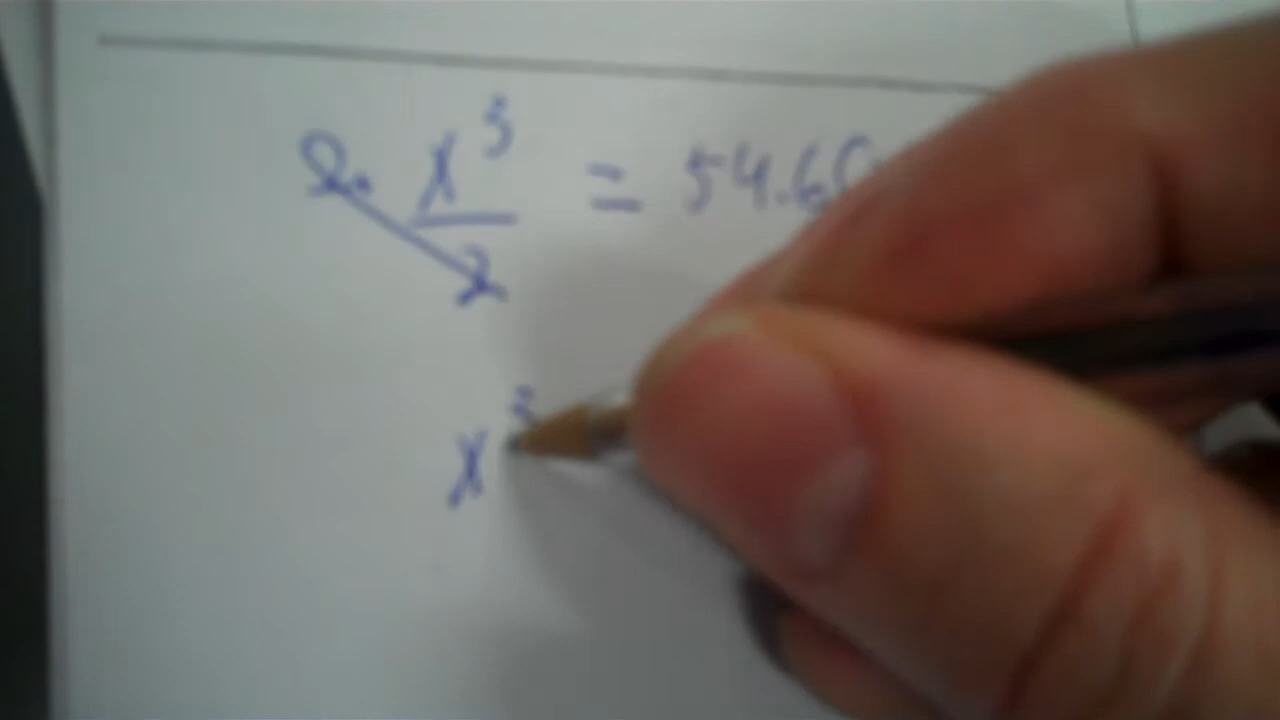 2. x³/2 = 54.6
x³